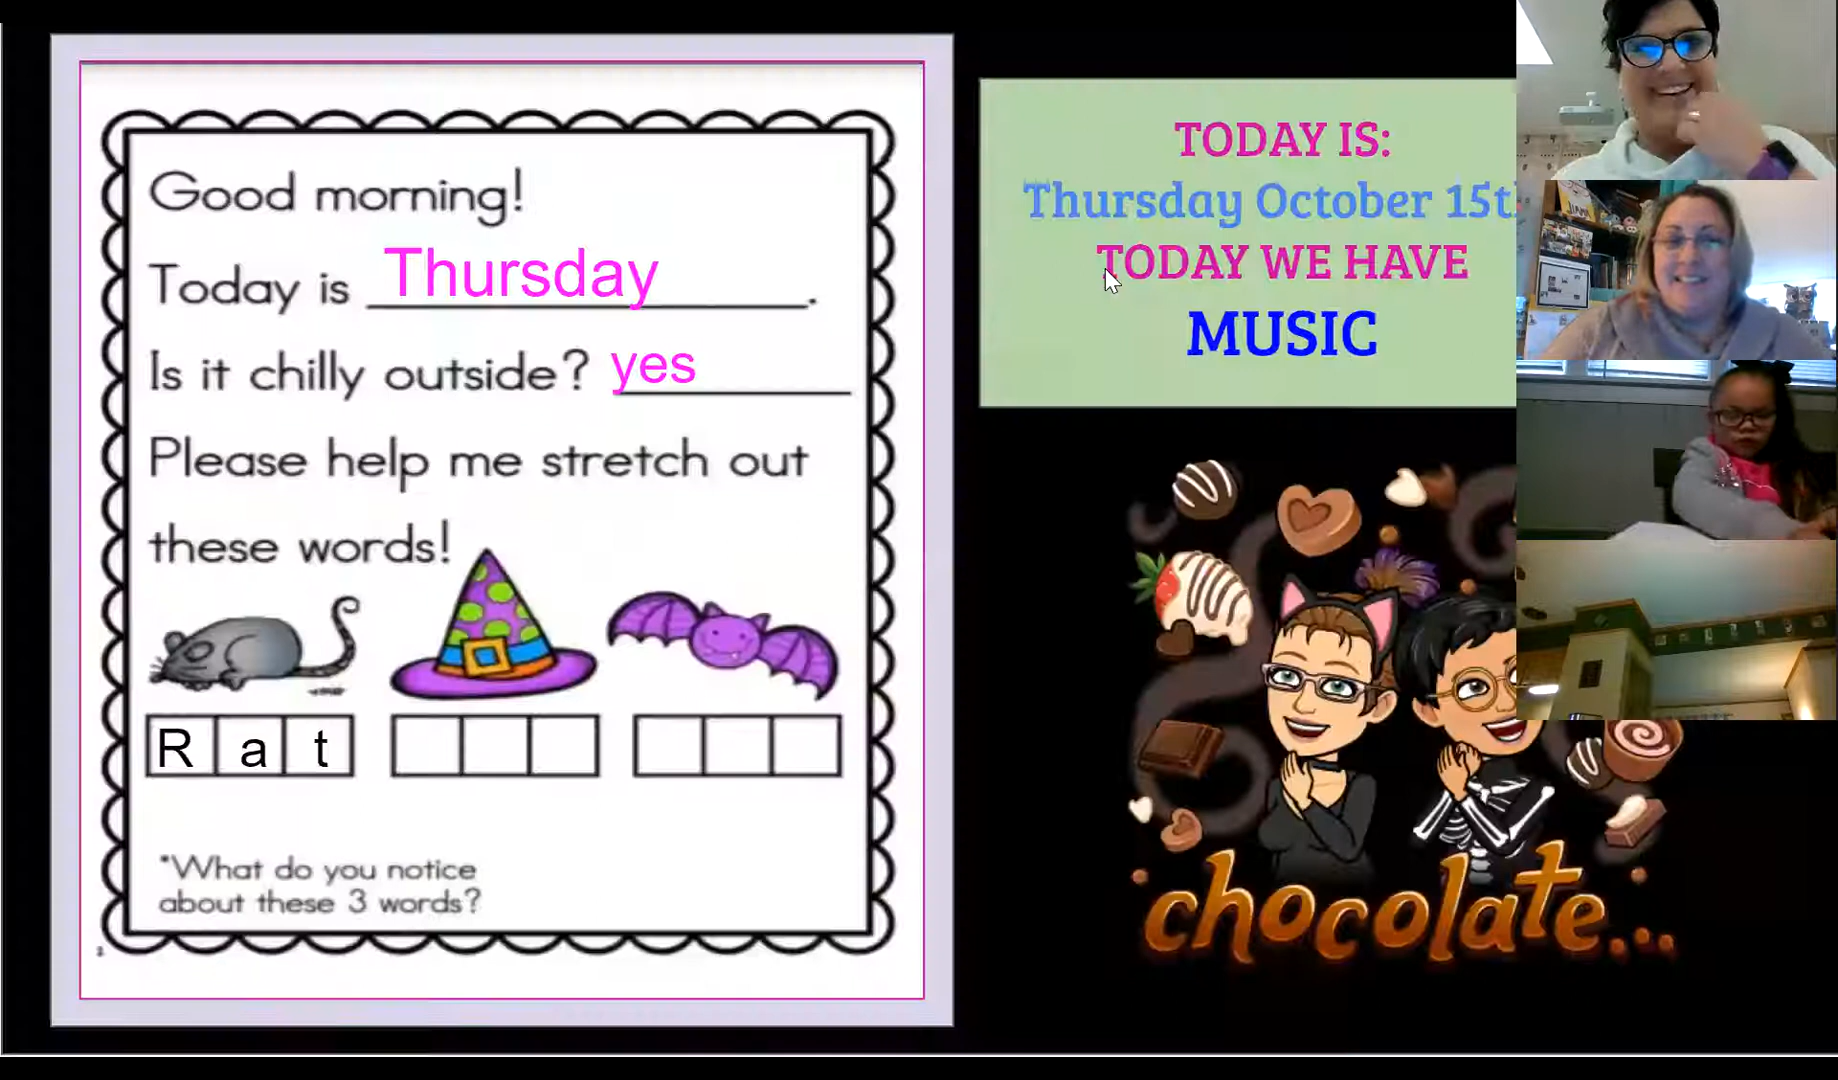 Good morning!
Today is Thursday.
Is it chilly outside? yes
Please help me stretch out
these words!
R a t
*What do you notice
about these 3 words?
TODAY IS:
Thursday October 15t
TODAY WE HAVE
MUSIC
chocolate...